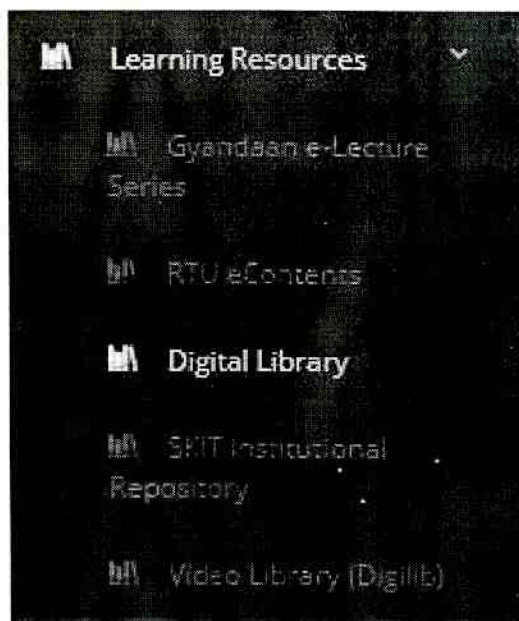 Learning Resources
Gyandaan e-Lecture
Series
RTU eContents
Digital Library
SKIT Institutional
Repository
Video Library (Digilib)